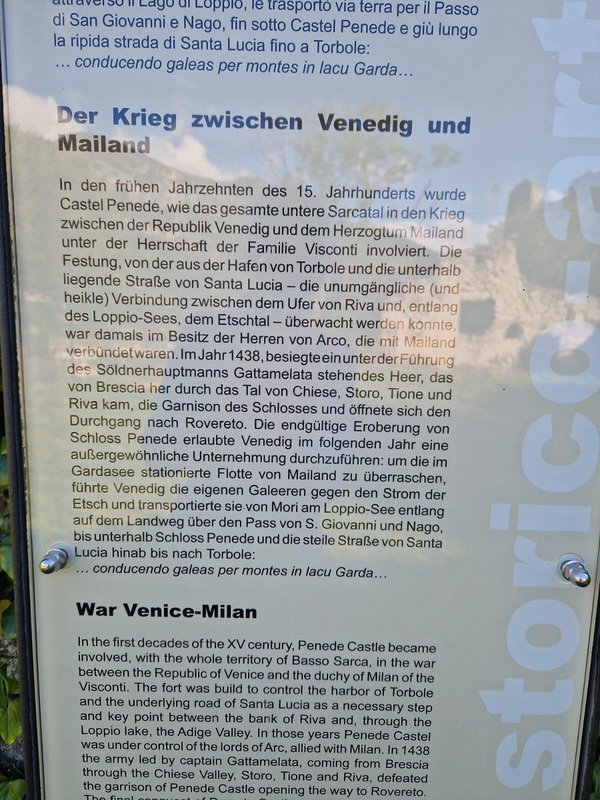 attraverso il Lago di Loppio, le trasportò via terra per il Passo
di San Giovanni e Nago, fin sotto Castel Penede e giù lungo
la ripida strada di Santa Lucia fino a Torbole:
… conducendo galeas per montes in lacu Garda…
Der Krieg zwischen Venedig und
Mailand
In den frühen Jahrzehnten des 15. Jahrhunderts wurde
Castel Penede, wie das gesamte untere Sarcatal in den Krieg
zwischen der Republik Venedig und dem Herzogtum Mailand
unter der Herrschaft der Familie Visconti involviert. Die
Festung, von der aus der Hafen von Torbole und die unterhalb
liegende Straße von Santa Lucia – die unumgängliche (und
heikle) Verbindung zwischen dem Ufer von Riva und, entlang
des Loppio-Sees, dem Etschtal – überwacht werden konnte,
war damals im Besitz der Herren von Arco, die mit Mailand
verbündet waren. Im Jahr 1438, besiegte ein unter der Führung
des Söldnerhauptmanns Gattamelata stehendes Heer, das
von Brescia her durch das Tal von Chiese, Storo, Tione und
Riva kam, die Garnison des Schlosses und öffnete sich den
Durchgang nach Rovereto. Die endgültige Eroberung von
Schloss Penede erlaubte Venedig im folgenden Jahr eine
außergewöhnliche Unternehmung durchzuführen: um die im
Gardasee stationierte Flotte von Mailand zu überraschen,
führte Venedig die eigenen Galeeren gegen den Strom der
Etsch und transportierte sie von Mori am Loppio-See entlang
auf dem Landweg über den Pass von S. Giovanni und Nago,
bis unterhalb Schloss Penede und die steile Straße von Santa
Lucia hinab bis nach Torbole:
… conducendo galeas per montes in lacu Garda…
War Venice-Milan
In the first decades of the XV century, Penede Castle became
involved, with the whole territory of Basso Sarca, in the war
between the Republic of Venice and the duchy of Milan of the
Visconti. The fort was build to control the harbor of Torbole
and the underlying road of Santa Lucia as a necessary step
and key point between the bank of Riva and, through the
Loppio lake, the Adige Valley. In those years Penede Castel
was under control of the lords of Arc, allied with Milan. In 1438
the army led by captain Gattamelata, coming from Brescia
through the Chiese Valley, Storo, Tione and Riva, defeated
the garrison of Penede Castle opening the way to Rovereto.
The final conquest of
storico-art